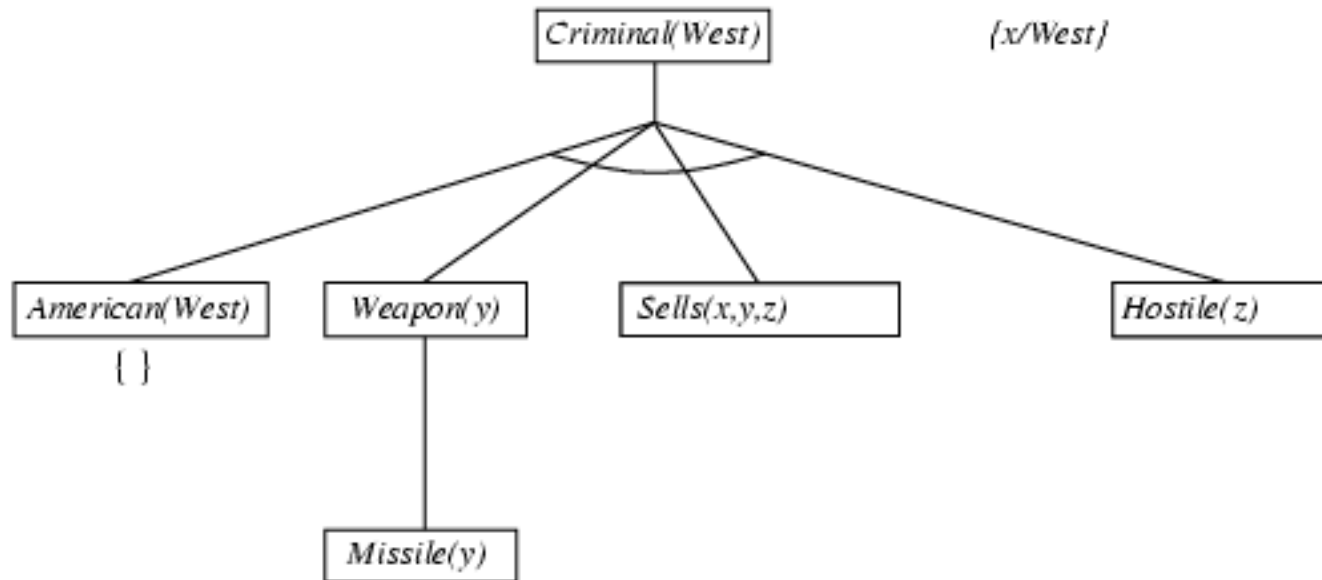 Criminal(West)
{x/West}
American(West)
Weapon(y)
Sells(x,y,z)
Hostile(z)
{ }
Missile(y)